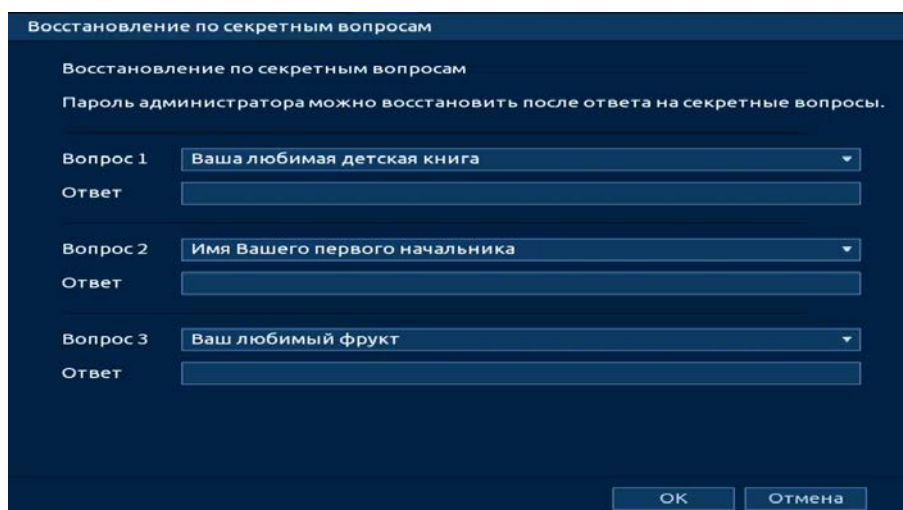 Восстановление по секретным вопросам
Восстановление по секретным вопросам
Пароль администратора можно восстановить после ответа на секретные вопросы.
Вопрос 1 Ваша любимая детская книга
Ответ
Вопрос 2 Имя Вашего первого начальника
Ответ
Вопрос 3 Ваш любимый фрукт
Ответ
OK Отмена